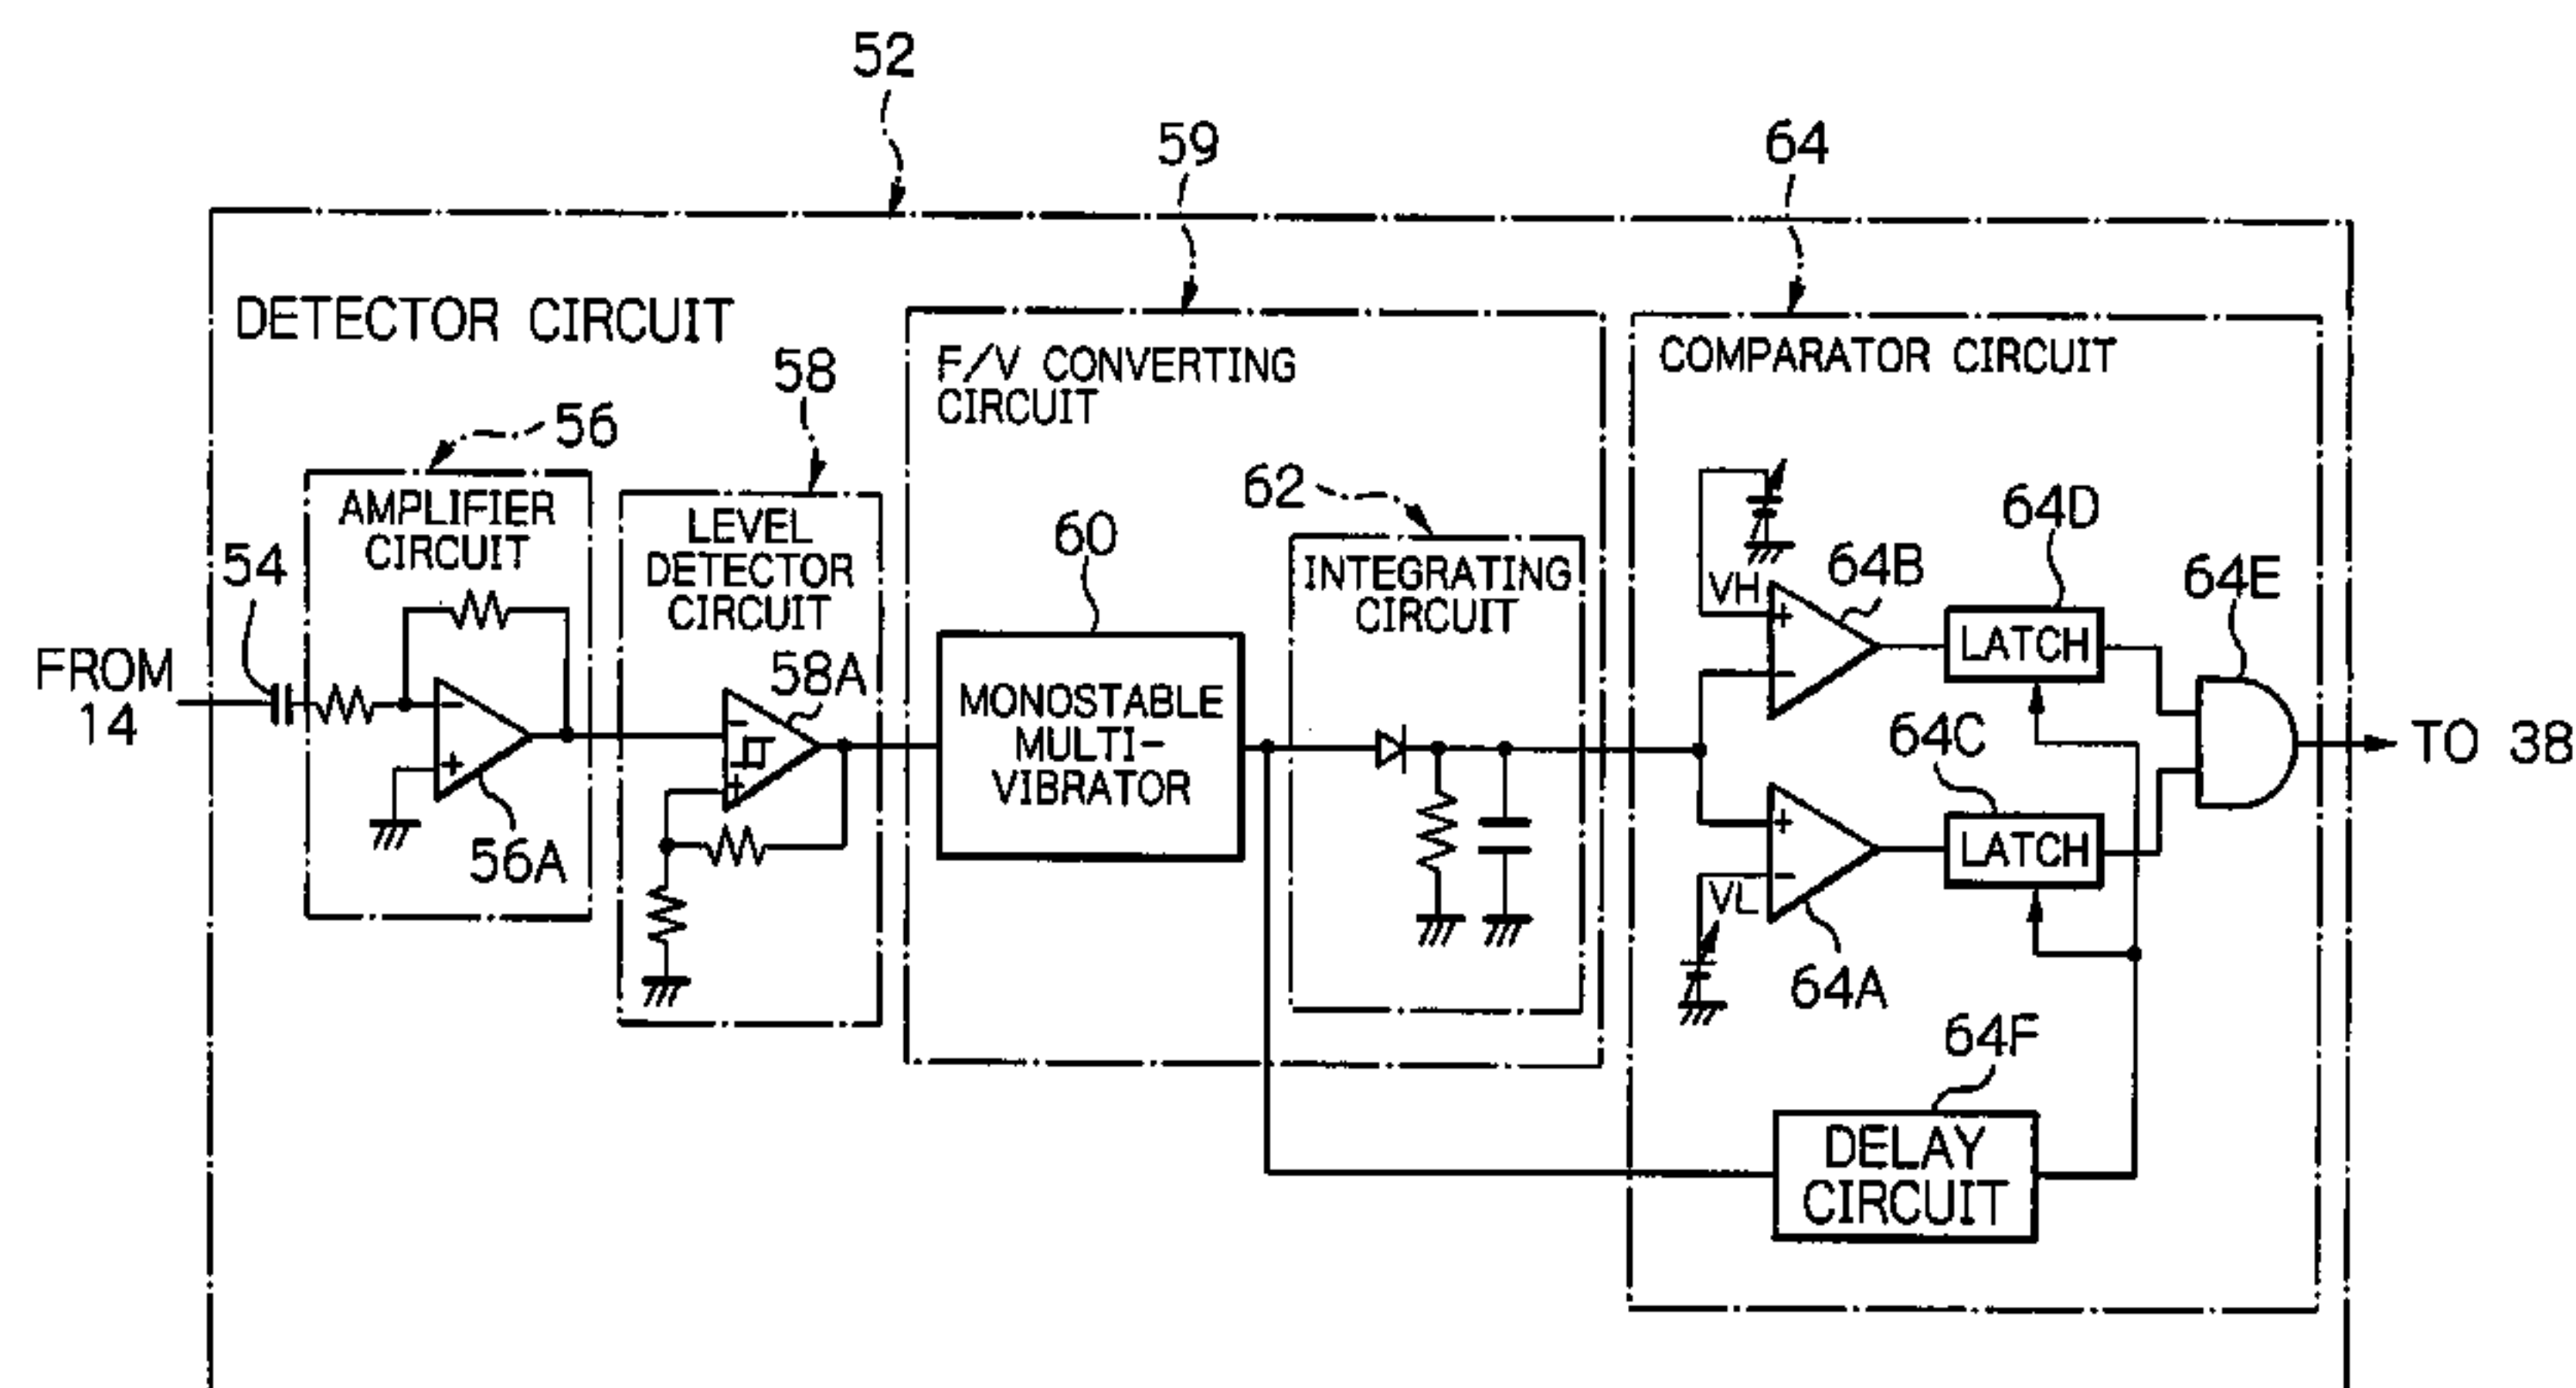 52
59
64
DETECTOR CIRCUIT
58
F/V CONVERTING
CIRCUIT
COMPARATOR CIRCUIT
56
AMPLIFIER
CIRCUIT
LEVEL
DETECTOR
CIRCUIT
62
INTEGRATING
CIRCUIT
60
54
64D
64B
64E
VH
+
−
LATCH
FROM
14
58A
MONOSTABLE
MULTI-
VIBRATOR
−
+
56A
−
+
64C
TO 38
+
−
LATCH
VL
64A
64F
DELAY
CIRCUIT